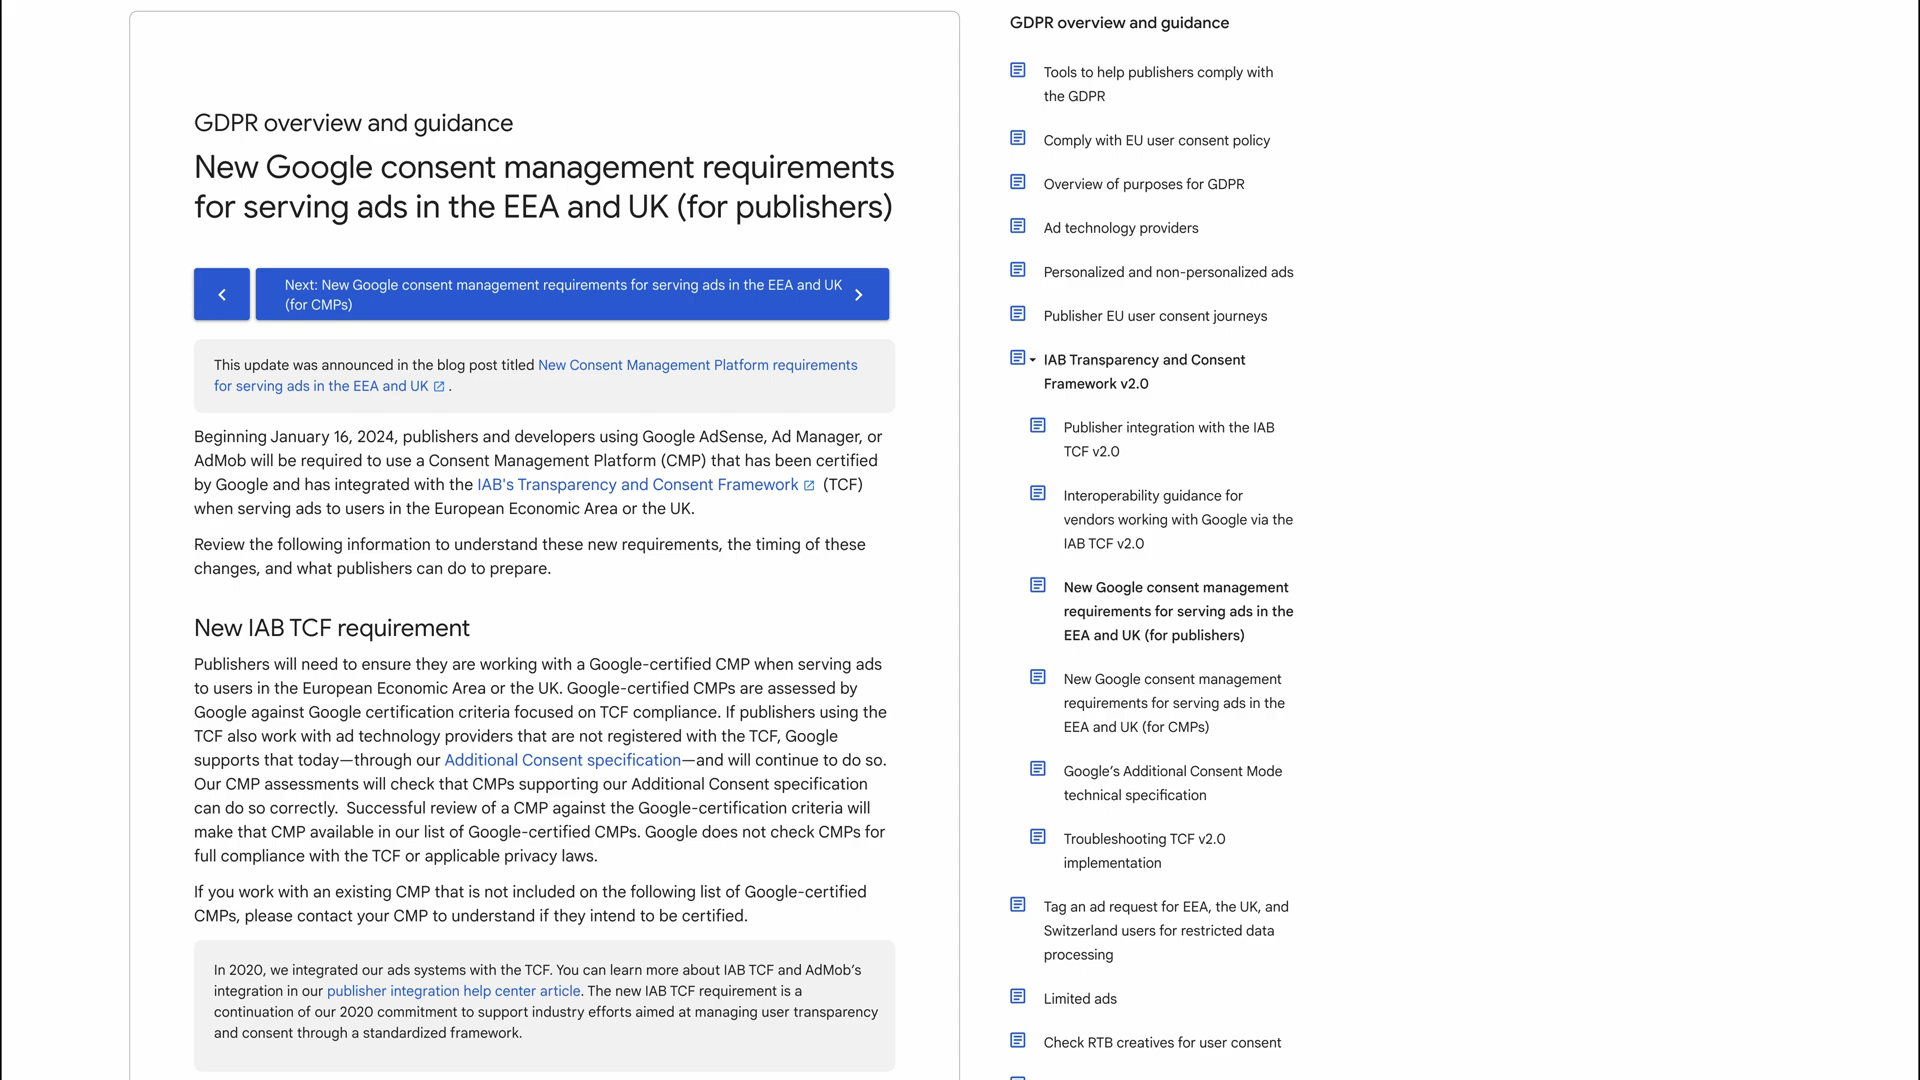 GDPR overview and guidance
New Google consent management requirements
for serving ads in the EEA and UK (for publishers)
Next: New Google consent management requirements for serving ads in the EEA and UK
(for CMPs)
This update was announced in the blog post titled New Consent Management Platform requirements
for serving ads in the EEA and UK .
Beginning January 16, 2024, publishers and developers using Google AdSense, Ad Manager, or
AdMob will be required to use a Consent Management Platform (CMP) that has been certified
by Google and has integrated with the IAB's Transparency and Consent Framework (TCF)
when serving ads to users in the European Economic Area or the UK.
Review the following information to understand these new requirements, the timing of these
changes, and what publishers can do to prepare.
New IAB TCF requirement
Publishers will need to ensure they are working with a Google-certified CMP when serving ads
to users in the European Economic Area or the UK. Google-certified CMPs are assessed by
Google against Google certification criteria focused on TCF compliance. If publishers using the
TCF also work with ad technology providers that are not registered with the TCF, Google
supports that today—through our Additional Consent specification—and will continue to do so.
Our CMP assessments will check that CMPs supporting our Additional Consent specification
can do so correctly.  Successful review of a CMP against the Google-certification criteria will
make that CMP available in our list of Google-certified CMPs. Google does not check CMPs for
full compliance with the TCF or applicable privacy laws.
If you work with an existing CMP that is not included on the following list of Google-certified
CMPs, please contact your CMP to understand if they intend to be certified.
In 2020, we integrated our ads systems with the TCF. You can learn more about IAB TCF and AdMob's
integration in our publisher integration help center article. The new IAB TCF requirement is a
continuation of our 2020 commitment to support industry efforts aimed at managing user transparency
and consent through a standardized framework.
GDPR overview and guidance
Tools to help publishers comply with
the GDPR
Comply with EU user consent policy
Overview of purposes for GDPR
Ad technology providers
Personalized and non-personalized ads
Publisher EU user consent journeys
IAB Transparency and Consent
Framework v2.0
Publisher integration with the IAB
TCF v2.0
Interoperability guidance for
vendors working with Google via the
IAB TCF v2.0
New Google consent management
requirements for serving ads in the
EEA and UK (for publishers)
New Google consent management
requirements for serving ads in the
EEA and UK (for CMPs)
Google's Additional Consent Mode
technical specification
Troubleshooting TCF v2.0
implementation
Tag an ad request for EEA, the UK, and
Switzerland users for restricted data
processing
Limited ads
Check RTB creatives for user consent